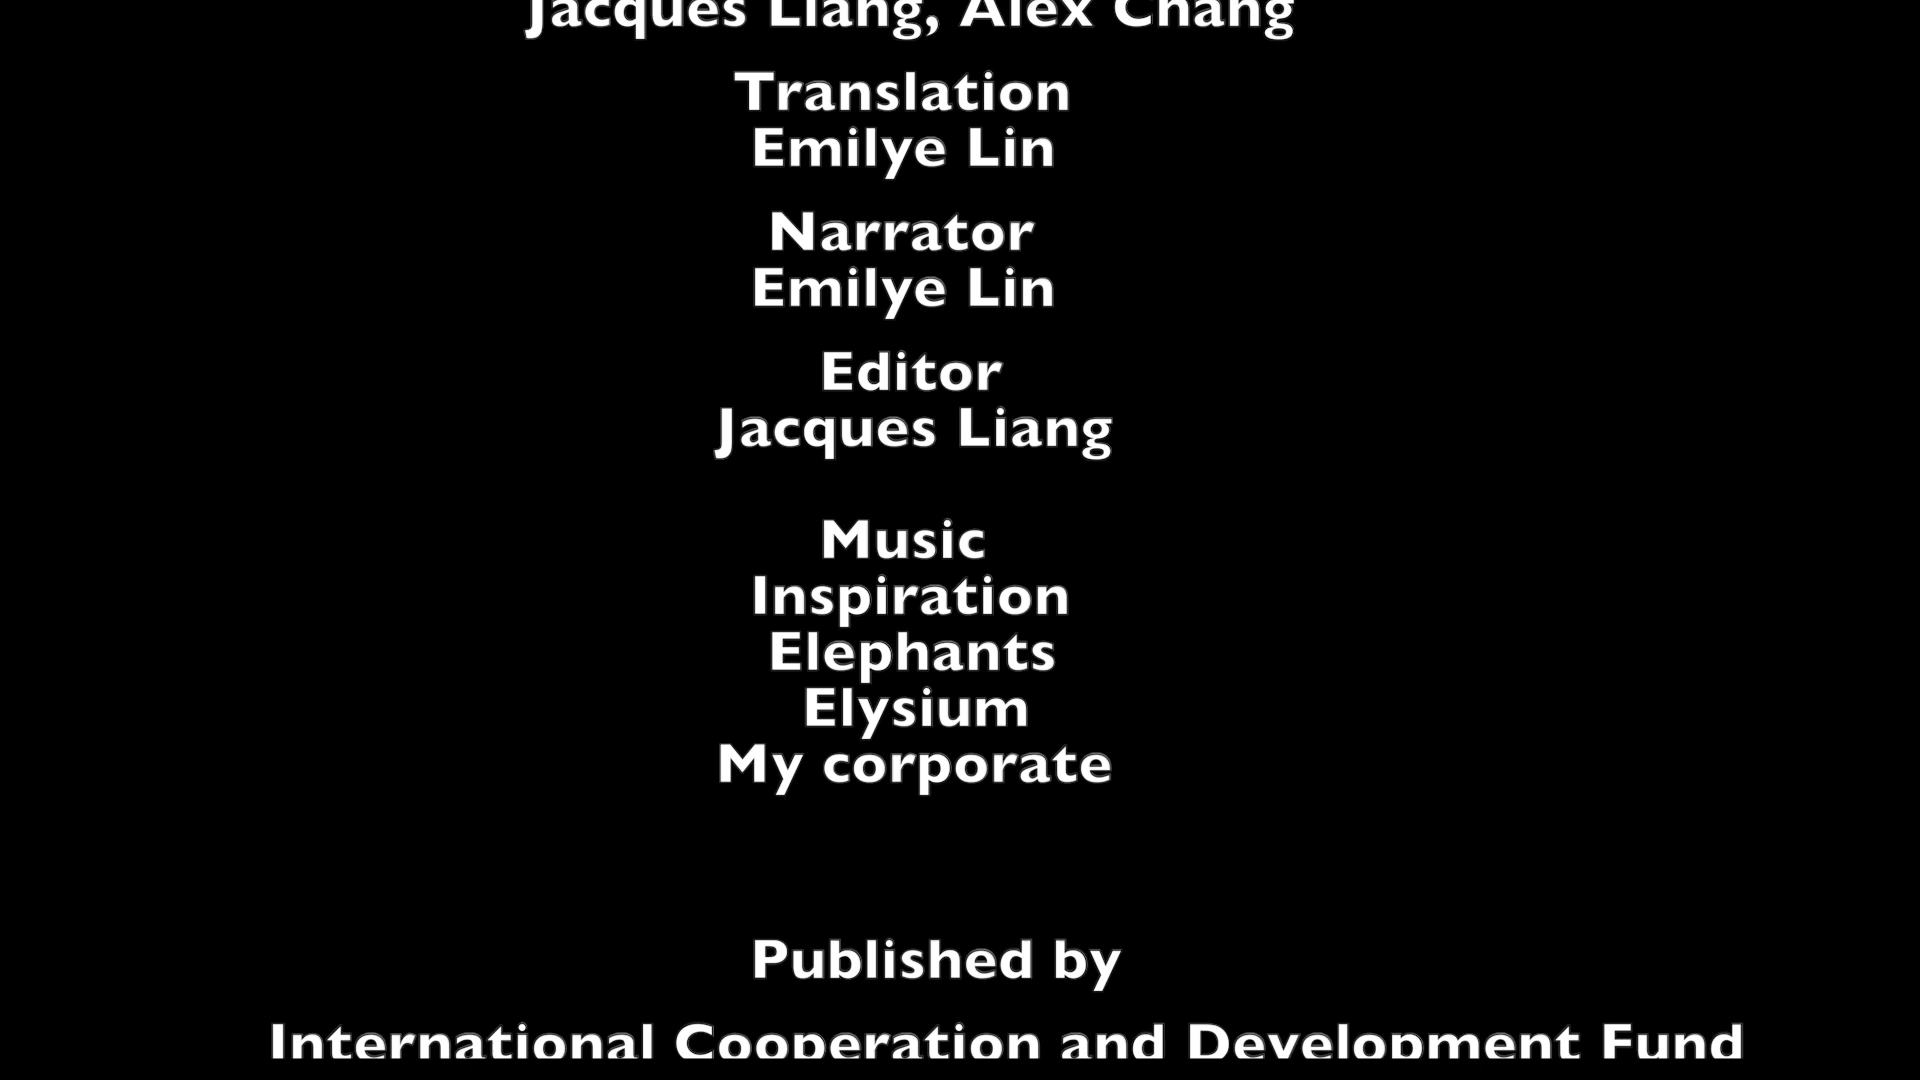 Jacques Liang, Alex Chang
Translation
Emilye Lin
Narrator
Emilye Lin
Editor
Jacques Liang
Music
Inspiration
Elephants
Elysium
My corporate
Published by
International Cooperation and Development Fund